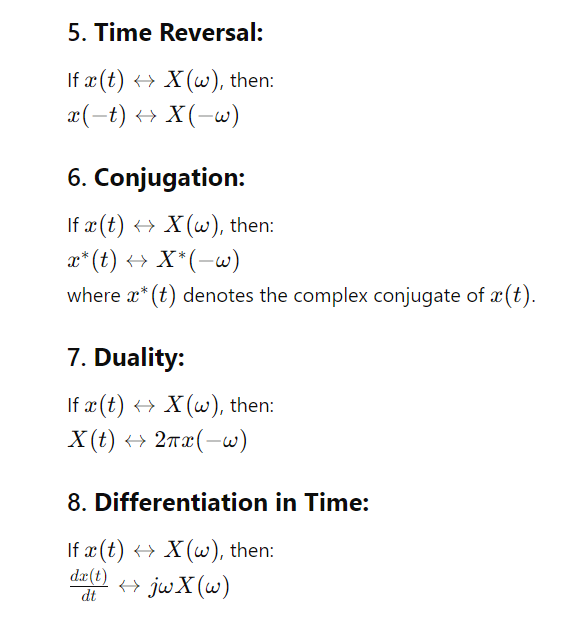 5. Time Reversal:
If x(t) ↔ X(ω), then:
x(−t) ↔ X(−ω)
6. Conjugation:
If x(t) ↔ X(ω), then:
x*(t) ↔ X*(−ω)
where x*(t) denotes the complex conjugate of x(t).
7. Duality:
If x(t) ↔ X(ω), then:
X(t) ↔ 2πx(−ω)
8. Differentiation in Time:
If x(t) ↔ X(ω), then:
dx(t)/dt ↔ jωX(ω)